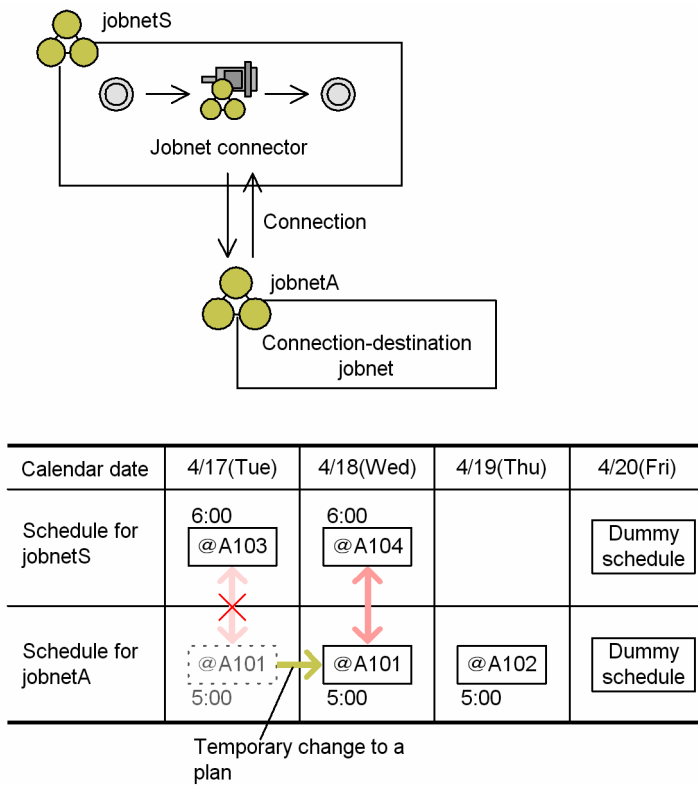 jobnetS
Jobnet connector
Connection
jobnetA
Connection-destination
jobnet
Calendar date 4/17(Tue) 4/18(Wed) 4/19(Thu) 4/20(Fri)
6:00 6:00
Schedule for
jobnetS
@A103 @A104
Dummy
schedule
Schedule for
jobnetA
@A101 @A101 @A102
Dummy
schedule
5:00 5:00 5:00
Temporary change to a
plan